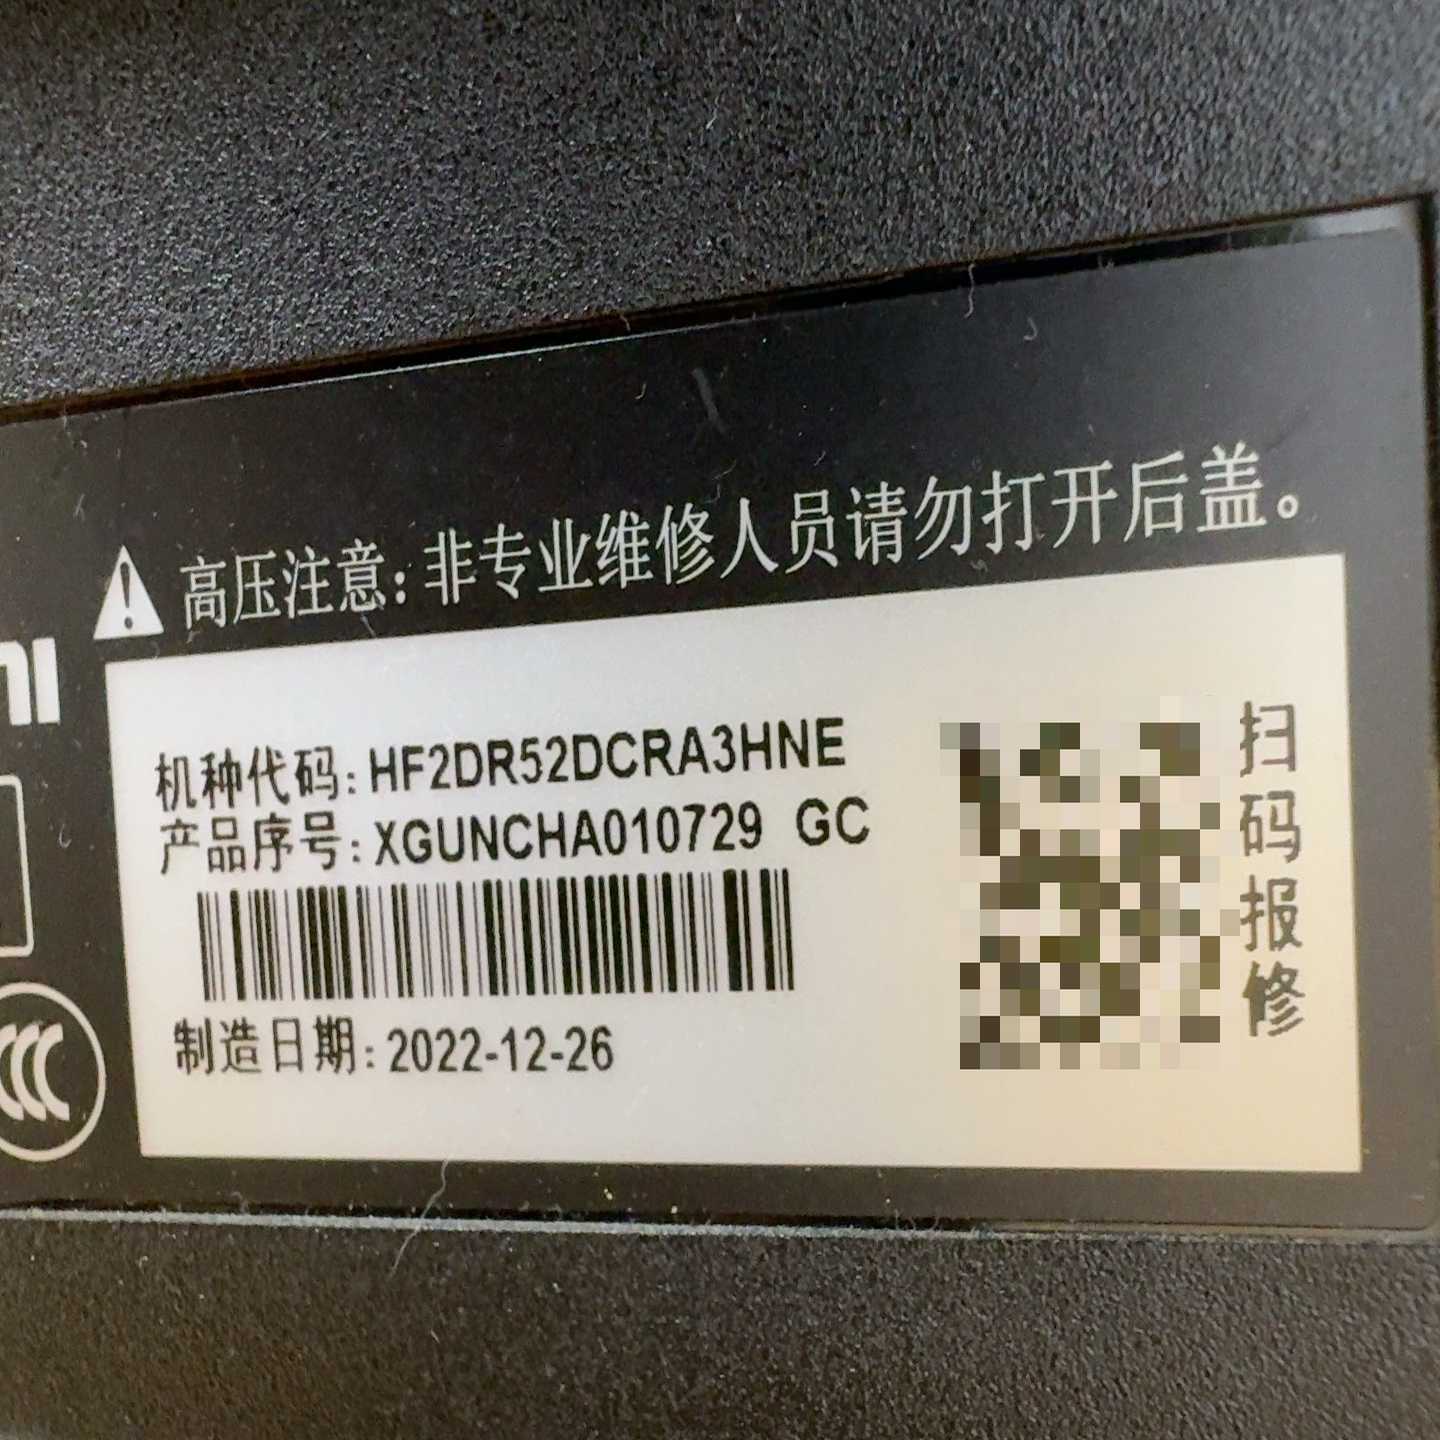 高压注意：非专业维修人员请勿打开后盖。
机种代码：HF2DR52DCRA3HNE
产品序号：XGUNCHA010729 GC
制造日期：2022-12-26
扫码报修